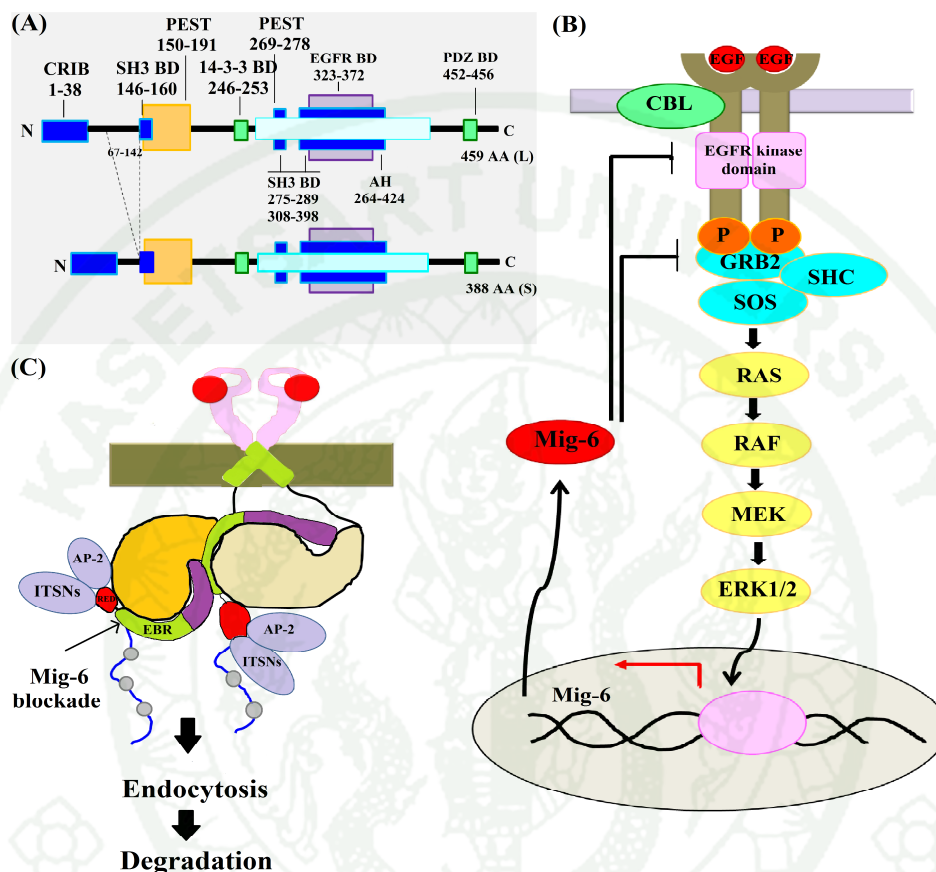 (A)
PEST
150-191
PEST
269-278
CRIB
1-38
SH3 BD
146-160
14-3-3 BD
246-253
EGFR BD
323-372
PDZ BD
452-456
N
C
67-142
459 AA (L)
SH3 BD
275-289
308-398
AH
264-424
N
C
388 AA (S)
(B)
EGF
EGF
CBL
EGFR kinase
domain
P
P
GRB2
SHC
SOS
RAS
RAF
MEK
ERK1/2
Mig-6
Mig-6
(C)
AP-2
ITSNs
RED
EBR
AP-2
ITSNs
Mig-6
blockade
Endocytosis
Degradation
KASETSART UNIVERSITY